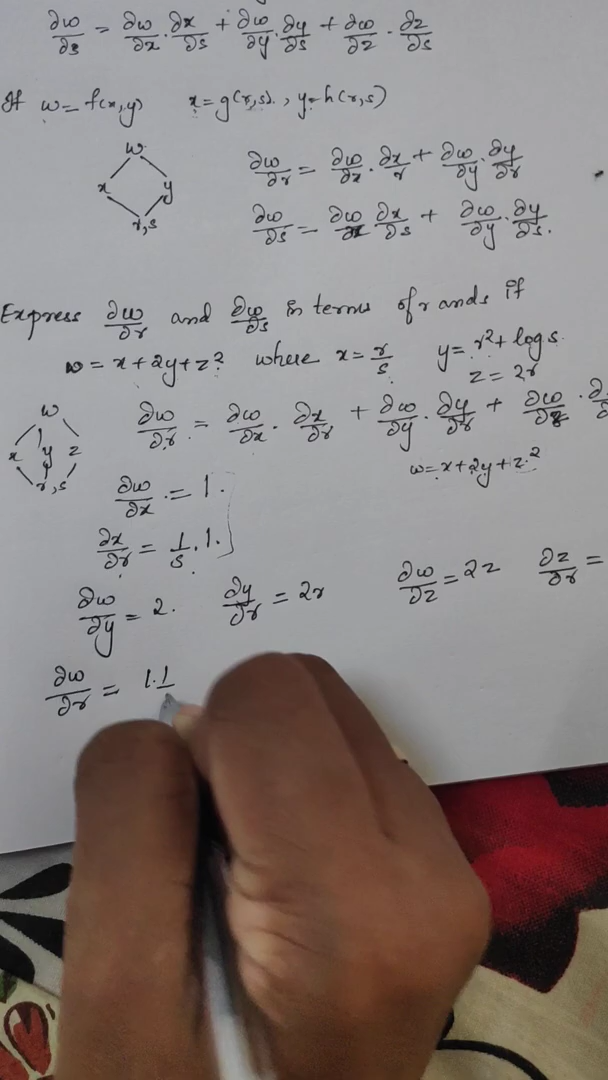 ∂w/∂s = ∂w/∂x · ∂x/∂s + ∂w/∂y · ∂y/∂s + ∂w/∂z · ∂z/∂s
If w = f(x,y) x = g(r,s), y = h(r,s)
w
x y
r,s
∂w/∂r = ∂w/∂x · ∂x/r + ∂w/∂y · ∂y/∂r
∂w/∂s = ∂w/∂x ∂x/∂s + ∂w/∂y · ∂y/∂s.
Express ∂w/∂r and ∂w/∂s in terms of r and s if
w = x + 2y + z² where x = r/s y = r² + log s
z = 2r
w
x y z
r,s
∂w/∂r = ∂w/∂x · ∂x/∂r + ∂w/∂y · ∂y/∂r + ∂w/∂z ·
w = x + 2y + z²
∂w/∂x = 1.
∂x/∂r = 1/s · 1.
∂w/∂y = 2. ∂y/∂r = 2r ∂w/∂z = 2z ∂z/∂r =
∂w/∂r = 1·1